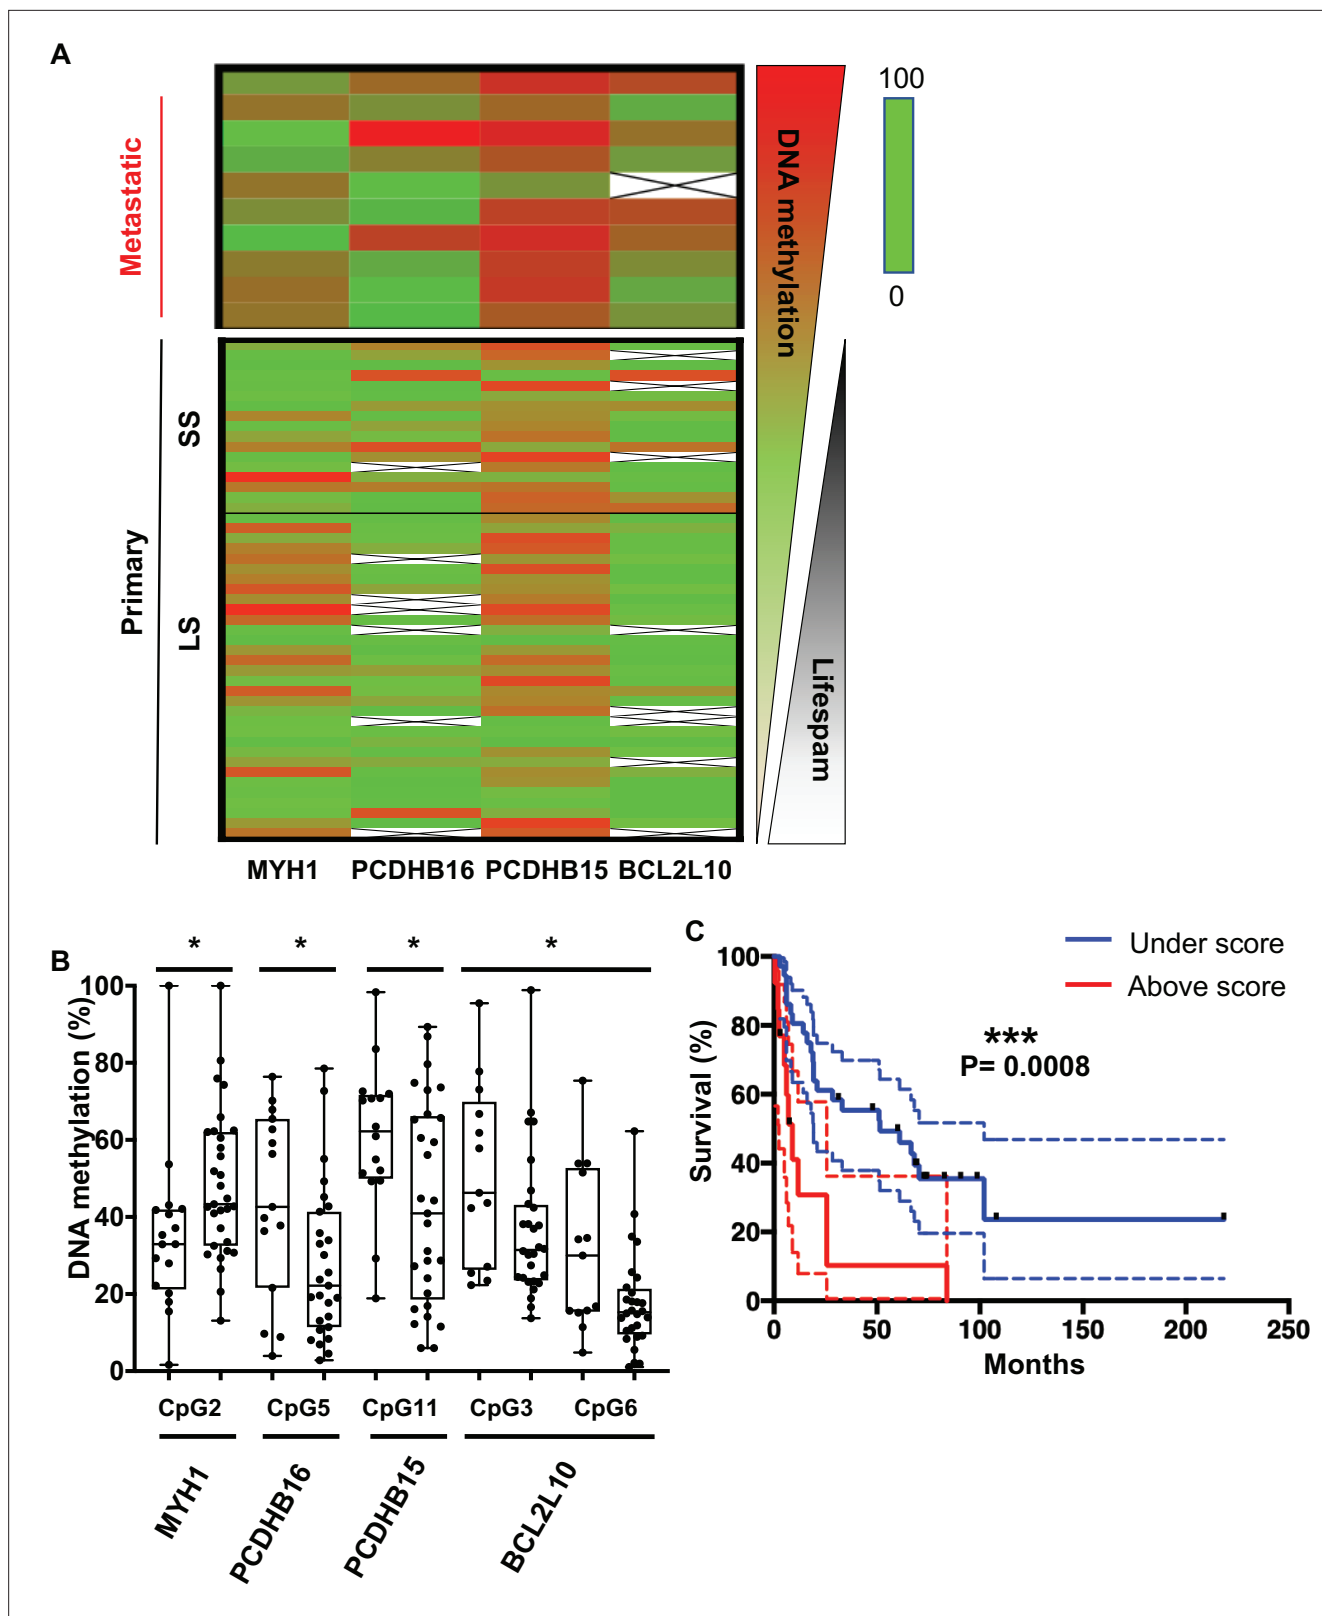 A
Metastatic
Primary
SS
LS
DNA methylation
Lifespam
100
0
MYH1 PCDHB16 PCDHB15 BCL2L10
B
* * * *
DNA methylation (%)
100
80
60
40
20
0
CpG2 CpG5 CpG11 CpG3 CpG6
MYH1
PCDHB16
PCDHB15
BCL2L10
C
Under score
Above score
***
P= 0.0008
Survival (%)
100
80
60
40
20
0
0 50 100 150 200 250
Months